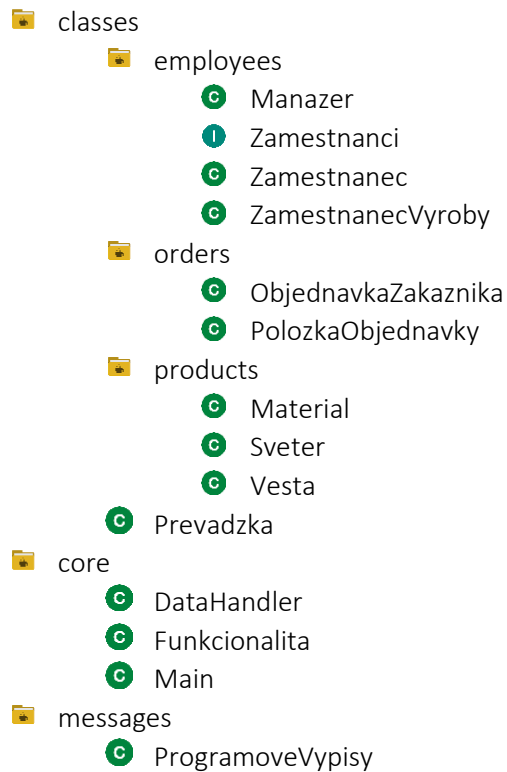 classes
employees
C Manazer
I Zamestnanci
C Zamestnanec
C ZamestnanecVyroby
orders
C ObjednavkaZakaznika
C PolozkaObjednavky
products
C Material
C Sveter
C Vesta
C Prevadzka
core
C DataHandler
C Funkcionalita
C Main
messages
C ProgramoveVypisy